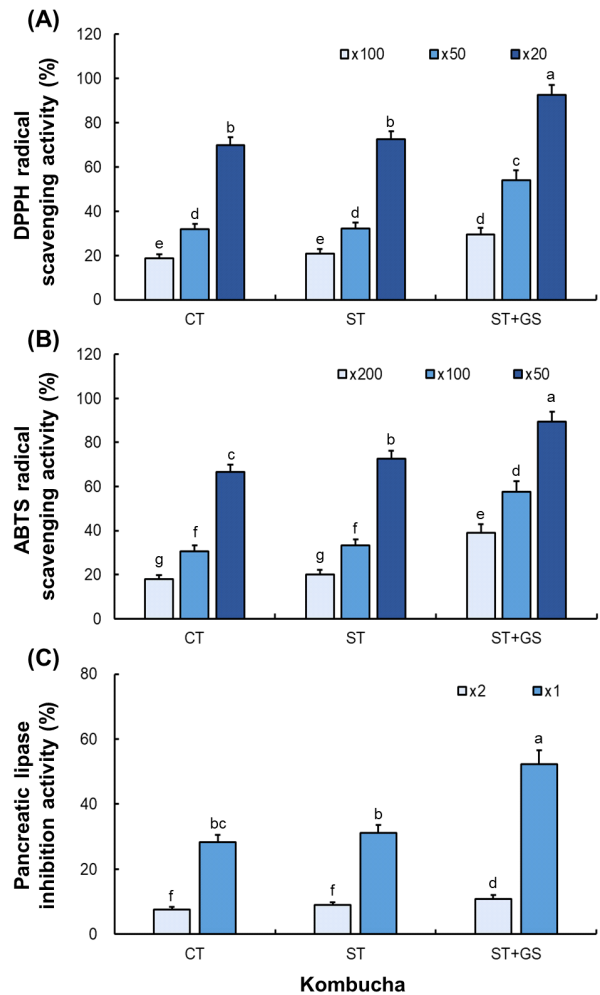 (A)
DPPH radical
scavenging activity (%)
120
100
80
60
40
20
0
x100 x50 x20
e d b
e d b
d c a
CT ST ST+GS
(B)
ABTS radical
scavenging activity (%)
120
100
80
60
40
20
0
x200 x100 x50
g f c
g f b
e d a
CT ST ST+GS
(C)
Pancreatic lipase
inhibition activity (%)
80
60
40
20
0
x2 x1
f bc
f b
d a
CT ST ST+GS
Kombucha